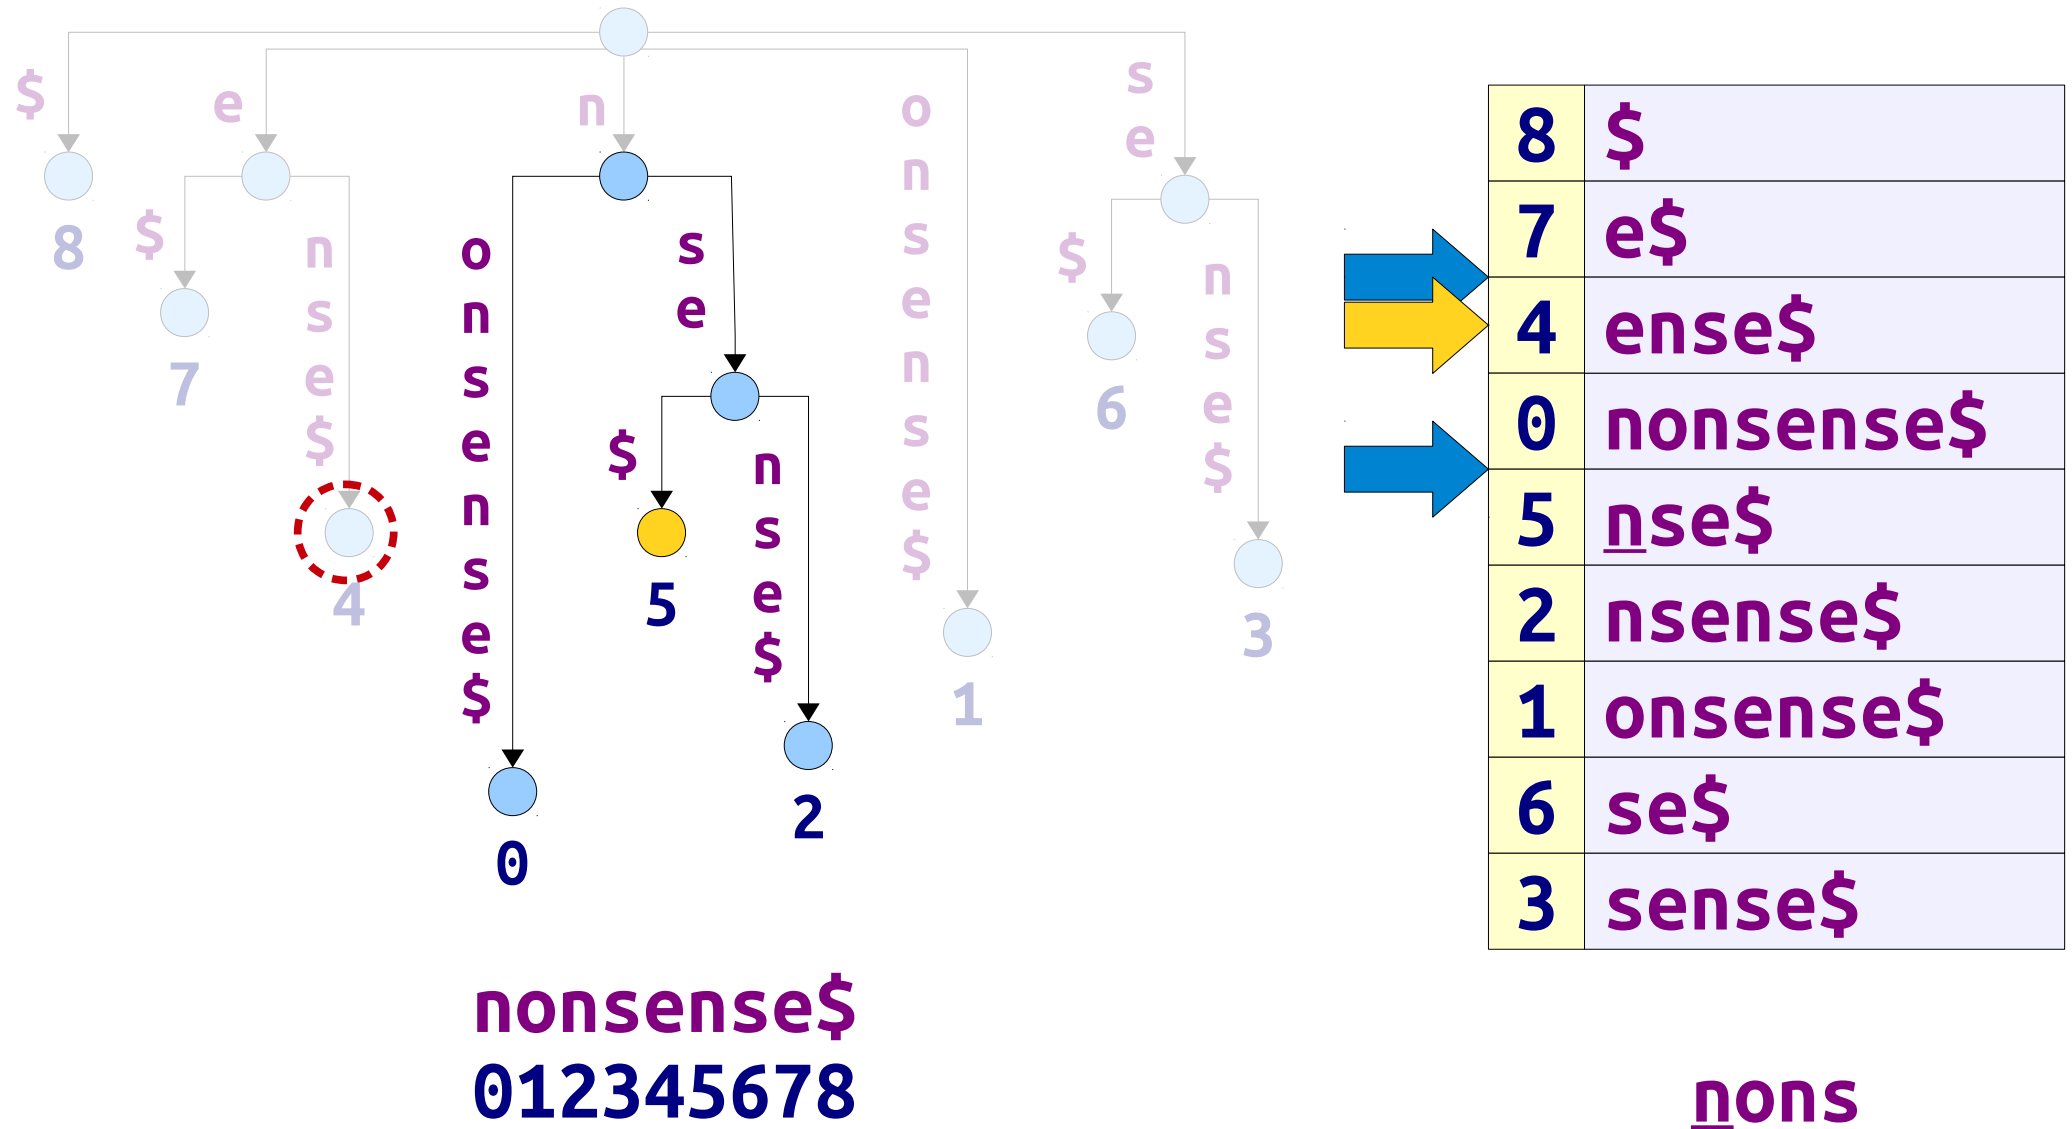 $
e
n
o
n
s
e
n
s
e
$
s
e
8
$
n
s
e
$
o
n
s
e
n
s
e
$
s
e
$
n
s
e
$
7
4
$
n
s
e
$
6
5
1
3
0
2
8 $
7 e$
4 ense$
0 nonsense$
5 nse$
2 nsense$
1 onsense$
6 se$
3 sense$
nonsense$
012345678
nons